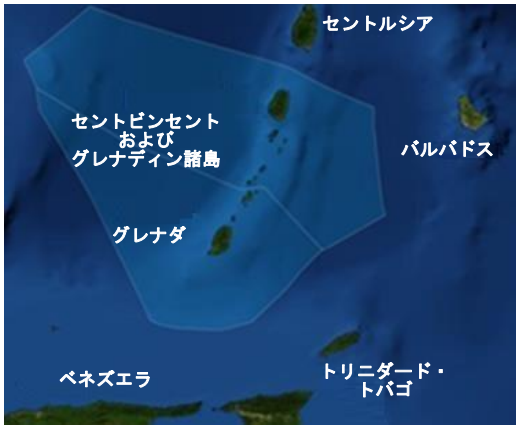 セントルシア
セントビンセント
および
グレナディン諸島
バルバドス
グレナダ
ベネズエラ
トリニダード・
トバゴ